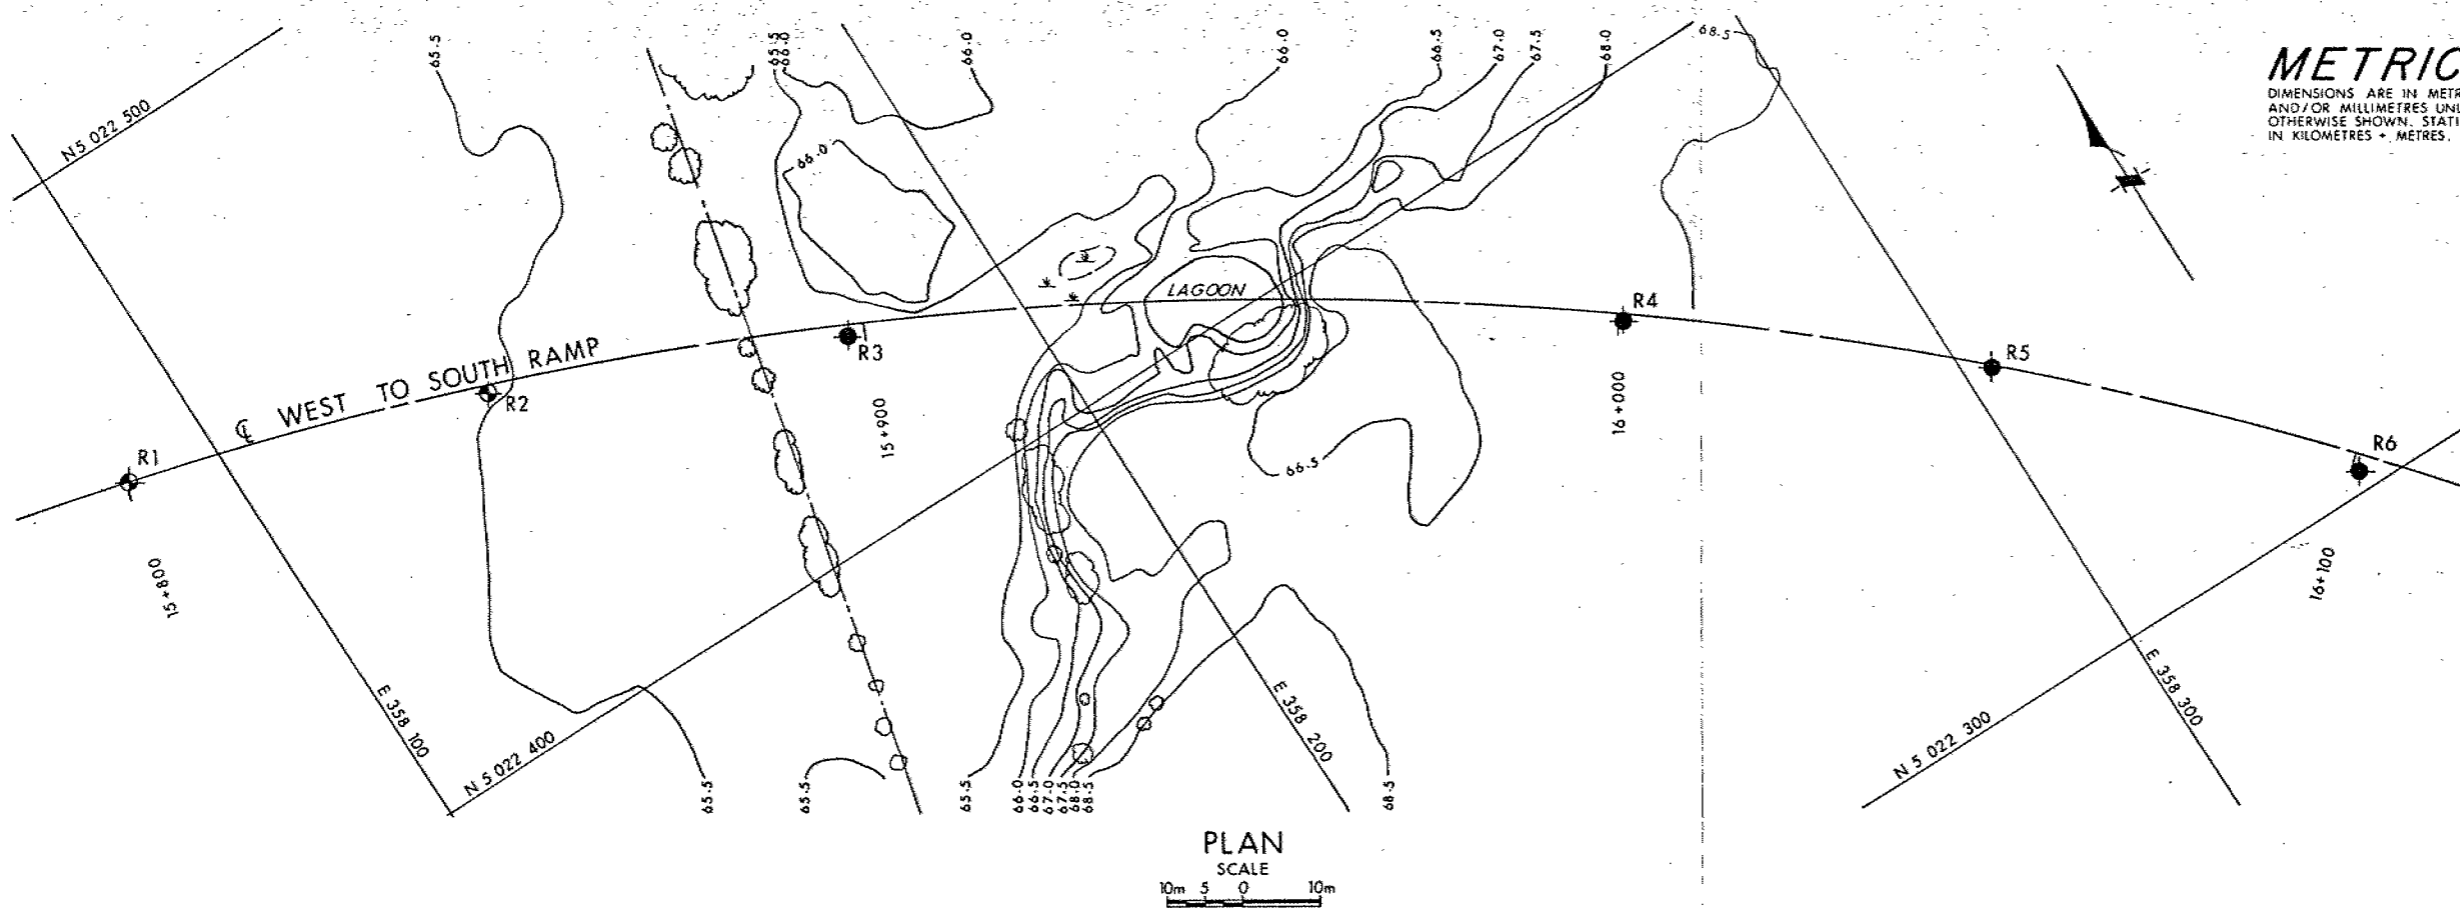 65.5
65.5
66.0
66.0
66.0
66.5
67.0
67.5
68.0
68.5
METRIC
DIMENSIONS ARE IN METR
AND/OR MILLIMETRES UNL
OTHERWISE SHOWN. STATI
IN KILOMETRES + METRES.
N 5 022 500
66.0
LAGOON
R4
R3
R5
℄ WEST TO SOUTH RAMP
R2
R1
R6
15+900
16+000
66.5
15+800
16+100
E 358 100
N 5 022 400
E 358 200
N 5 022 300
E 358 300
65.5
65.5
65.5
66.0
66.5
67.0
67.5
68.0
68.5
68.5
PLAN
SCALE
10m 5 0 10m